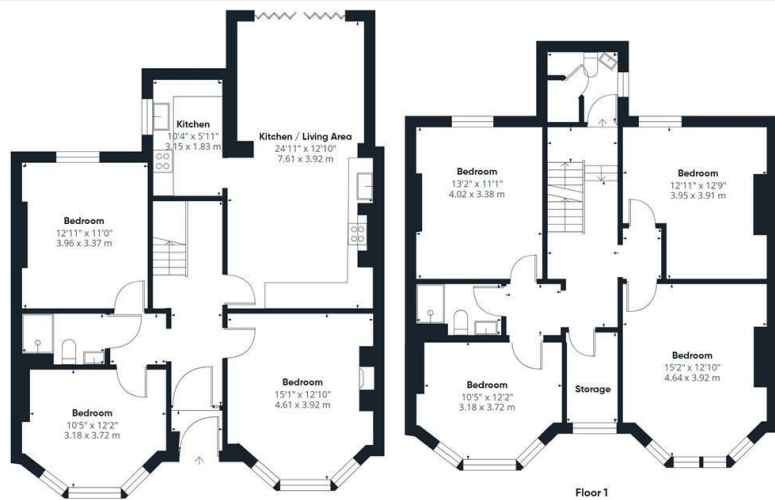 Kitchen
10'4" x 5'11"
3.15 x 1.83 m
Kitchen / Living Area
24'11" x 12'10"
7.61 x 3.92 m
Bedroom
12'11" x 11'0"
3.96 x 3.37 m
Bedroom
15'1" x 12'10"
4.61 x 3.92 m
Bedroom
10'5" x 12'2"
3.18 x 3.72 m
Bedroom
13'2" x 11'1"
4.02 x 3.38 m
Bedroom
12'11" x 12'9"
3.95 x 3.91 m
Bedroom
15'2" x 12'10"
4.64 x 3.92 m
Bedroom
10'5" x 12'2"
3.18 x 3.72 m
Storage
Floor 1